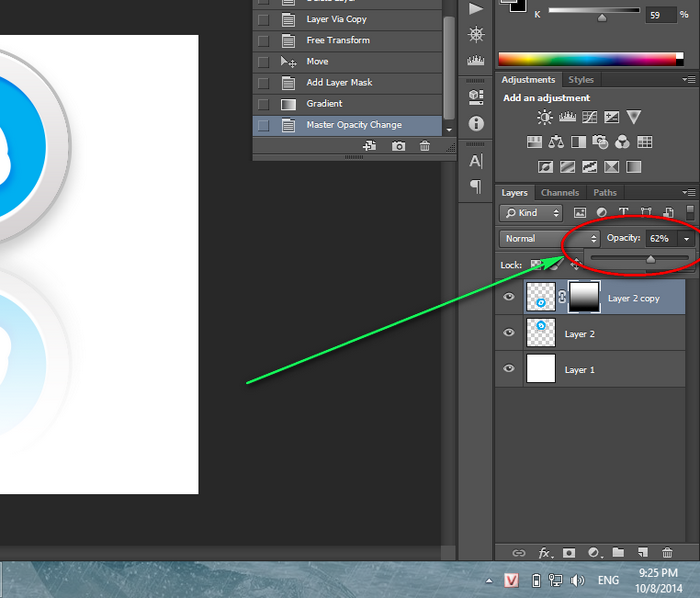 Layer Via Copy
Free Transform
Move
Add Layer Mask
Gradient
Master Opacity Change
K 59 %
Adjustments Styles
Add an adjustment
Layers Channels Paths
Kind
Normal Opacity: 62%
Lock:
Layer 2 copy
Layer 2
Layer 1
fx
V ENG 9:25 PM
10/8/2014